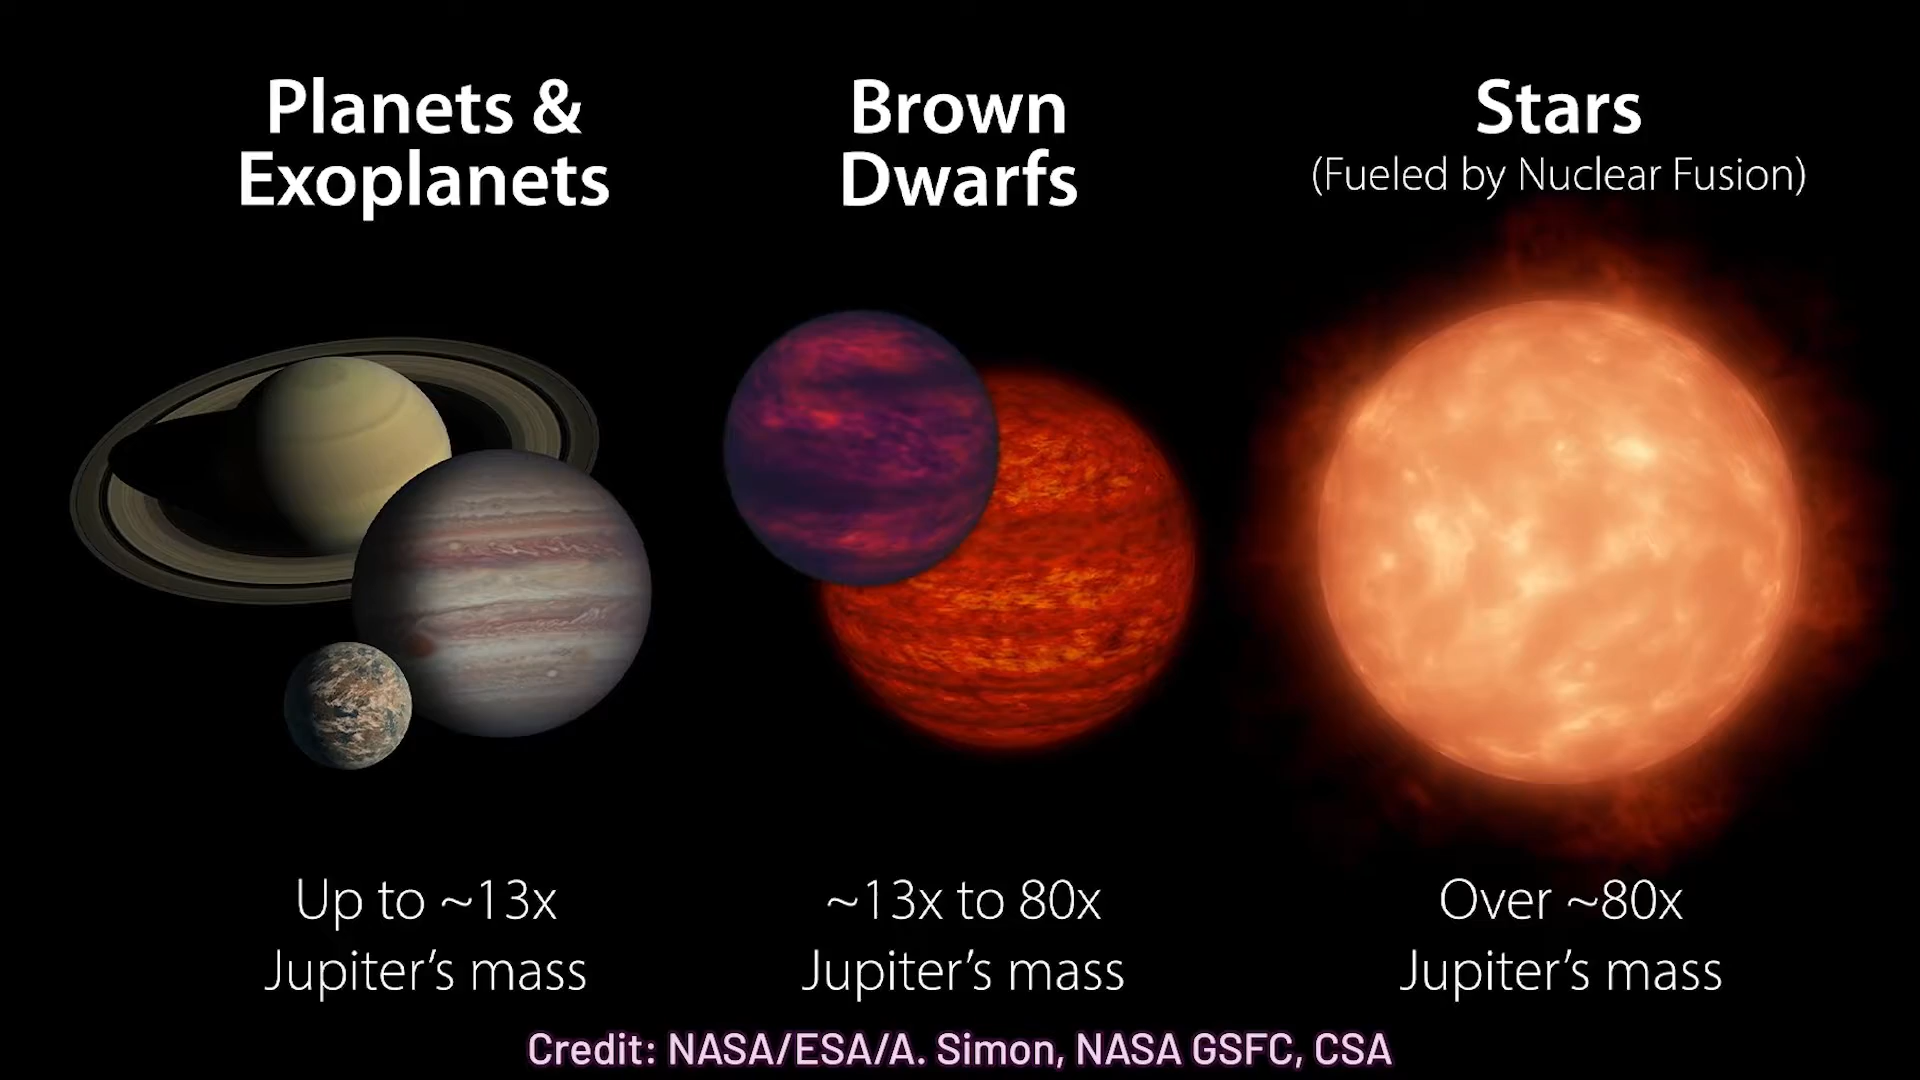 Planets &
Exoplanets
Up to ~13x
Jupiter’s mass
Brown
Dwarfs
~13x to 80x
Jupiter’s mass
Stars
(Fueled by Nuclear Fusion)
Over ~80x
Jupiter’s mass
Credit: NASA/ESA/A. Simon, NASA GSFC, CSA